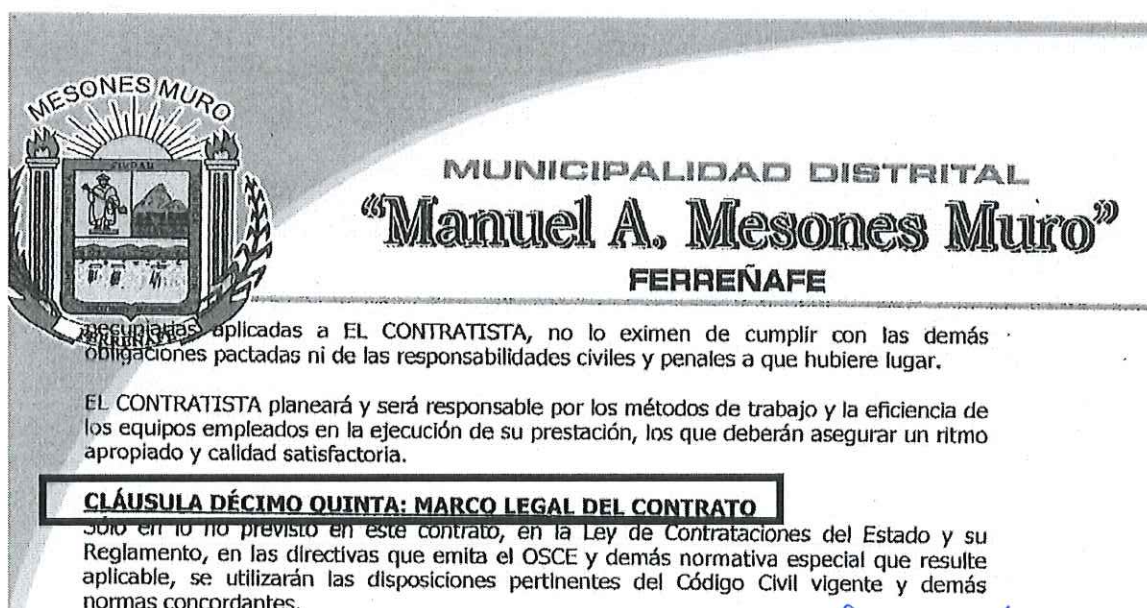 MESONES MURO
MUNICIPALIDAD DISTRITAL
“Manuel A. Mesones Muro”
FERREÑAFE
FERREÑAFE
pecuniarias aplicadas a EL CONTRATISTA, no lo eximen de cumplir con las demás
obligaciones pactadas ni de las responsabilidades civiles y penales a que hubiere lugar.
EL CONTRATISTA planeará y será responsable por los métodos de trabajo y la eficiencia de
los equipos empleados en la ejecución de su prestación, los que deberán asegurar un ritmo
apropiado y calidad satisfactoria.
CLÁUSULA DÉCIMO QUINTA: MARCO LEGAL DEL CONTRATO
Sólo en lo no previsto en este contrato, en la Ley de Contrataciones del Estado y su
Reglamento, en las directivas que emita el OSCE y demás normativa especial que resulte
aplicable, se utilizarán las disposiciones pertinentes del Código Civil vigente y demás
normas concordantes.